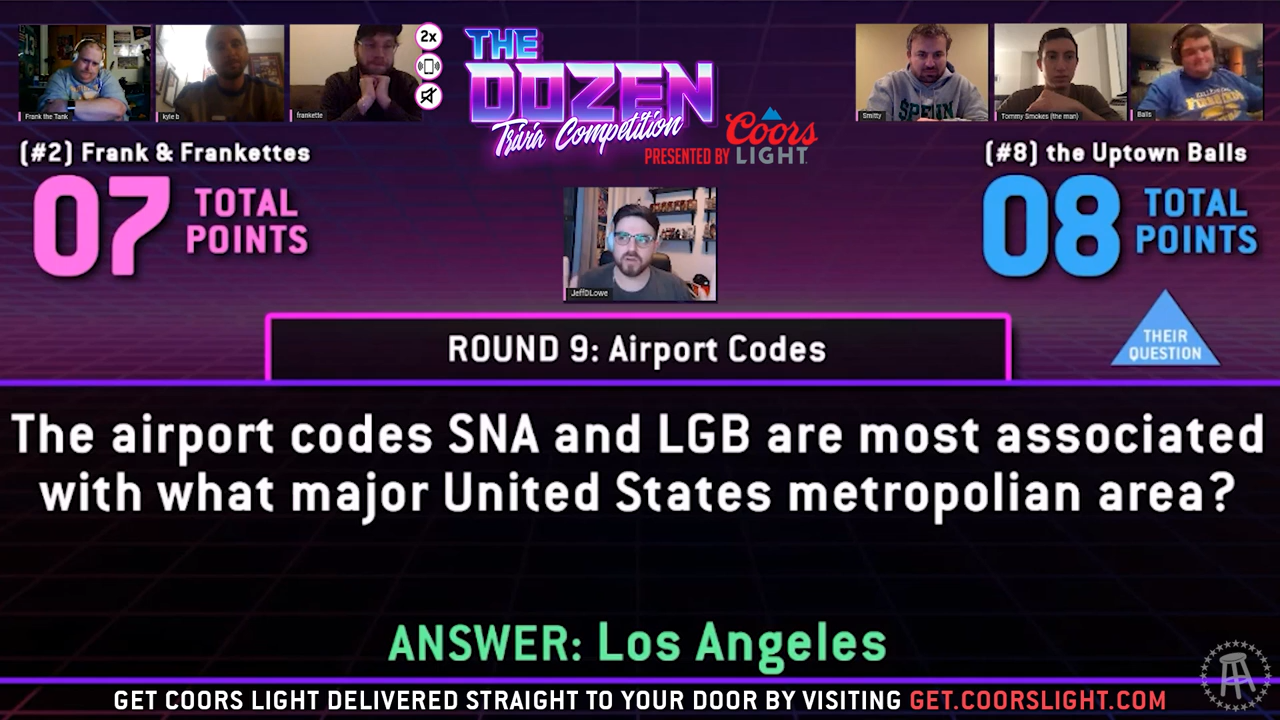 Frank the Tank
kyle b
frankette
2x
THE
DOZEN
Trivia Competition
PRESENTED BY
Coors
LIGHT
SPEUN
Smitty
Tommy Smokes (the man)
Balls
(#2) Frank & Frankettes
07
TOTAL
POINTS
JeffDLowe
(#8) the Uptown Balls
08
TOTAL
POINTS
ROUND 9: Airport Codes
THEIR
QUESTION
The airport codes SNA and LGB are most associated
with what major United States metropolian area?
ANSWER: Los Angeles
GET COORS LIGHT DELIVERED STRAIGHT TO YOUR DOOR BY VISITING GET.COORSLIGHT.COM